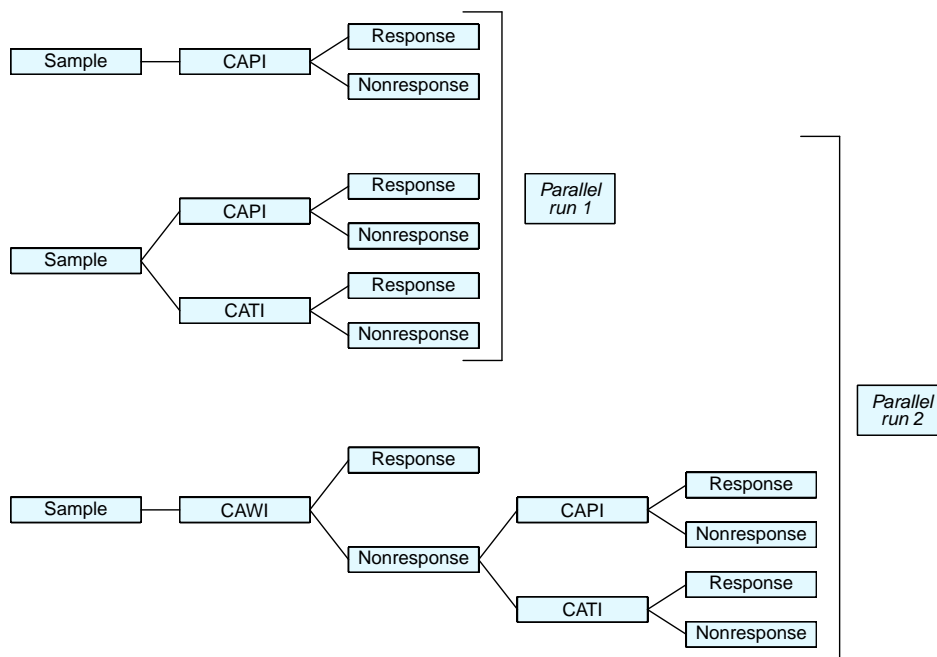 Response
Sample
CAPI
Nonresponse
Response
CAPI
Parallel
run 1
Nonresponse
Sample
Response
CATI
Nonresponse
Parallel
run 2
Response
Response
Sample
CAWI
CAPI
Nonresponse
Nonresponse
Response
CATI
Nonresponse